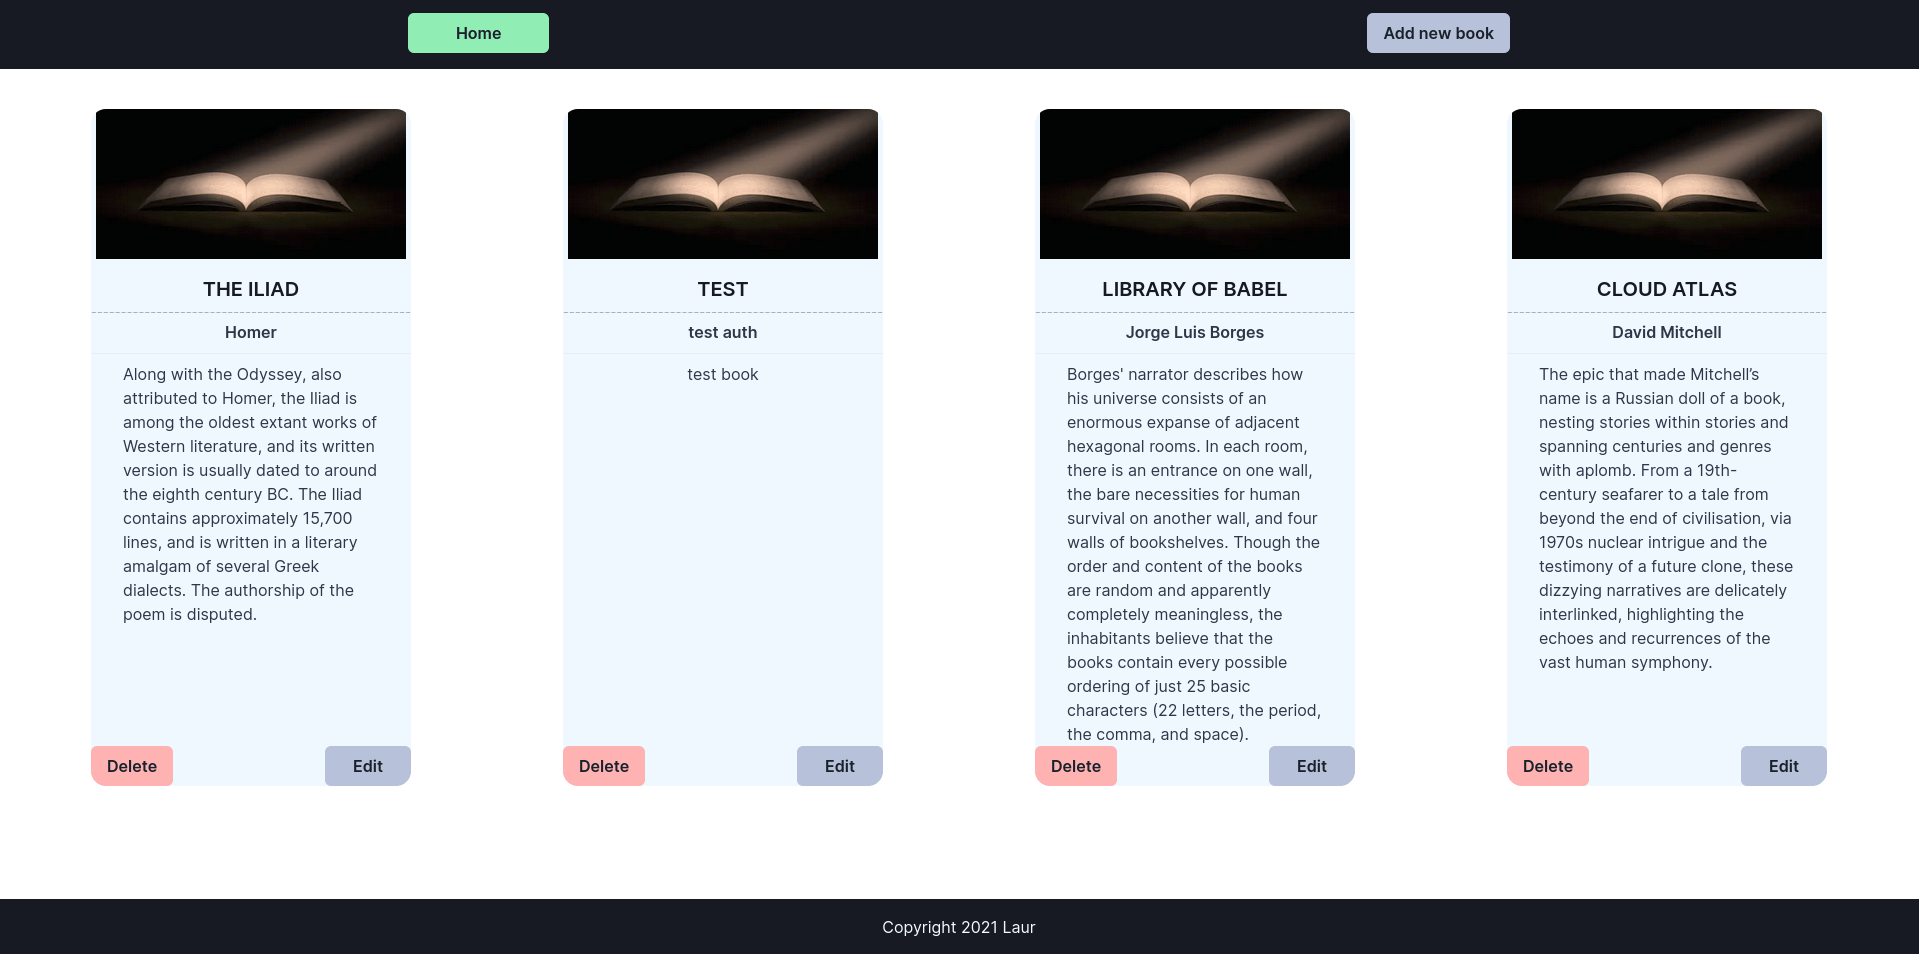 Home
Add new book
THE ILIAD
Homer
Along with the Odyssey, also
attributed to Homer, the Iliad is
among the oldest extant works of
Western literature, and its written
version is usually dated to around
the eighth century BC. The Iliad
contains approximately 15,700
lines, and is written in a literary
amalgam of several Greek
dialects. The authorship of the
poem is disputed.
Delete
Edit
TEST
test auth
test book
Delete
Edit
LIBRARY OF BABEL
Jorge Luis Borges
Borges' narrator describes how
his universe consists of an
enormous expanse of adjacent
hexagonal rooms. In each room,
there is an entrance on one wall,
the bare necessities for human
survival on another wall, and four
walls of bookshelves. Though the
order and content of the books
are random and apparently
completely meaningless, the
inhabitants believe that the
books contain every possible
ordering of just 25 basic
characters (22 letters, the period,
the comma, and space).
Delete
Edit
CLOUD ATLAS
David Mitchell
The epic that made Mitchell’s
name is a Russian doll of a book,
nesting stories within stories and
spanning centuries and genres
with aplomb. From a 19th-
century seafarer to a tale from
beyond the end of civilisation, via
1970s nuclear intrigue and the
testimony of a future clone, these
dizzying narratives are delicately
interlinked, highlighting the
echoes and recurrences of the
vast human symphony.
Delete
Edit
Copyright 2021 Laur